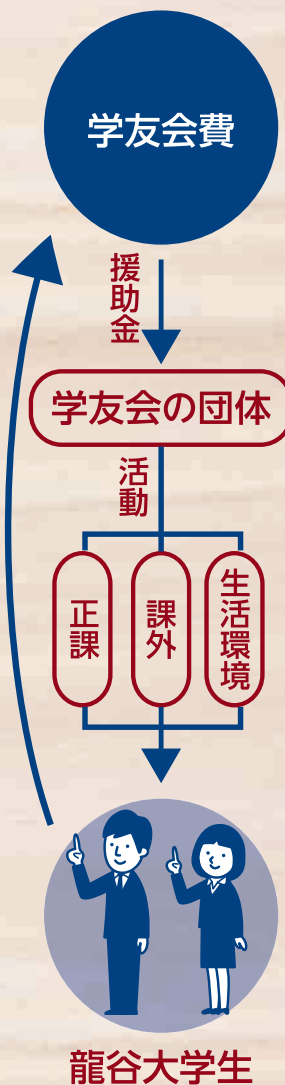 学友会費
援助金
学友会の団体
活動
正課
課外
生活環境
龍谷大学生